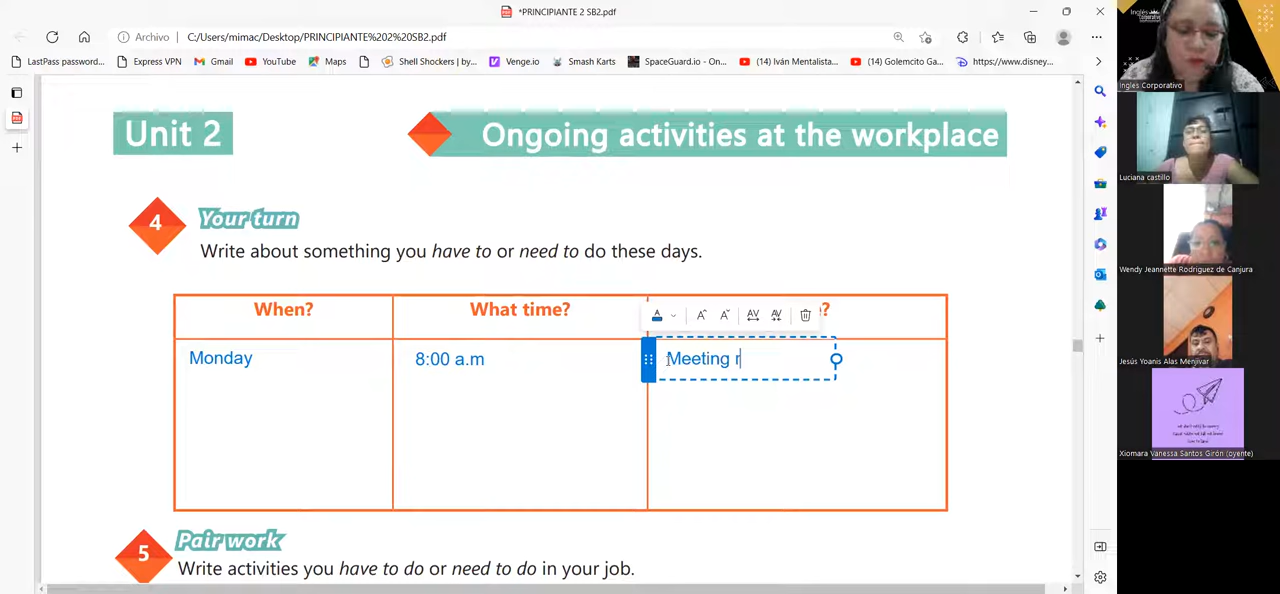 *PRINCIPIANTE 2 SB2.pdf
Archivo
C:/Users/mimac/Desktop/PRINCIPIANTE%202%20SB2.pdf
LastPass password...
Express VPN
Gmail
YouTube
Maps
Shell Shockers | by...
Venge.io
Smash Karts
SpaceGuard.io - On...
(14) Iván Mentalista...
(14) Golemcito Ga...
https://www.disney...
Unit 2
Ongoing activities at the workplace
4
Your turn
Write about something you have to or need to do these days.
When?
What time?
?
Monday
8:00 a.m
Meeting r
5
Pair work
Write activities you have to do or need to do in your job.
Inglés
Corporativo
Inglés Corporativo
Luciana castillo
Wendy Jeannette Rodriguez de Canjura
Jesús Yoanis Alas Menjivar
Xiomara Vanessa Santos Girón (oyente)